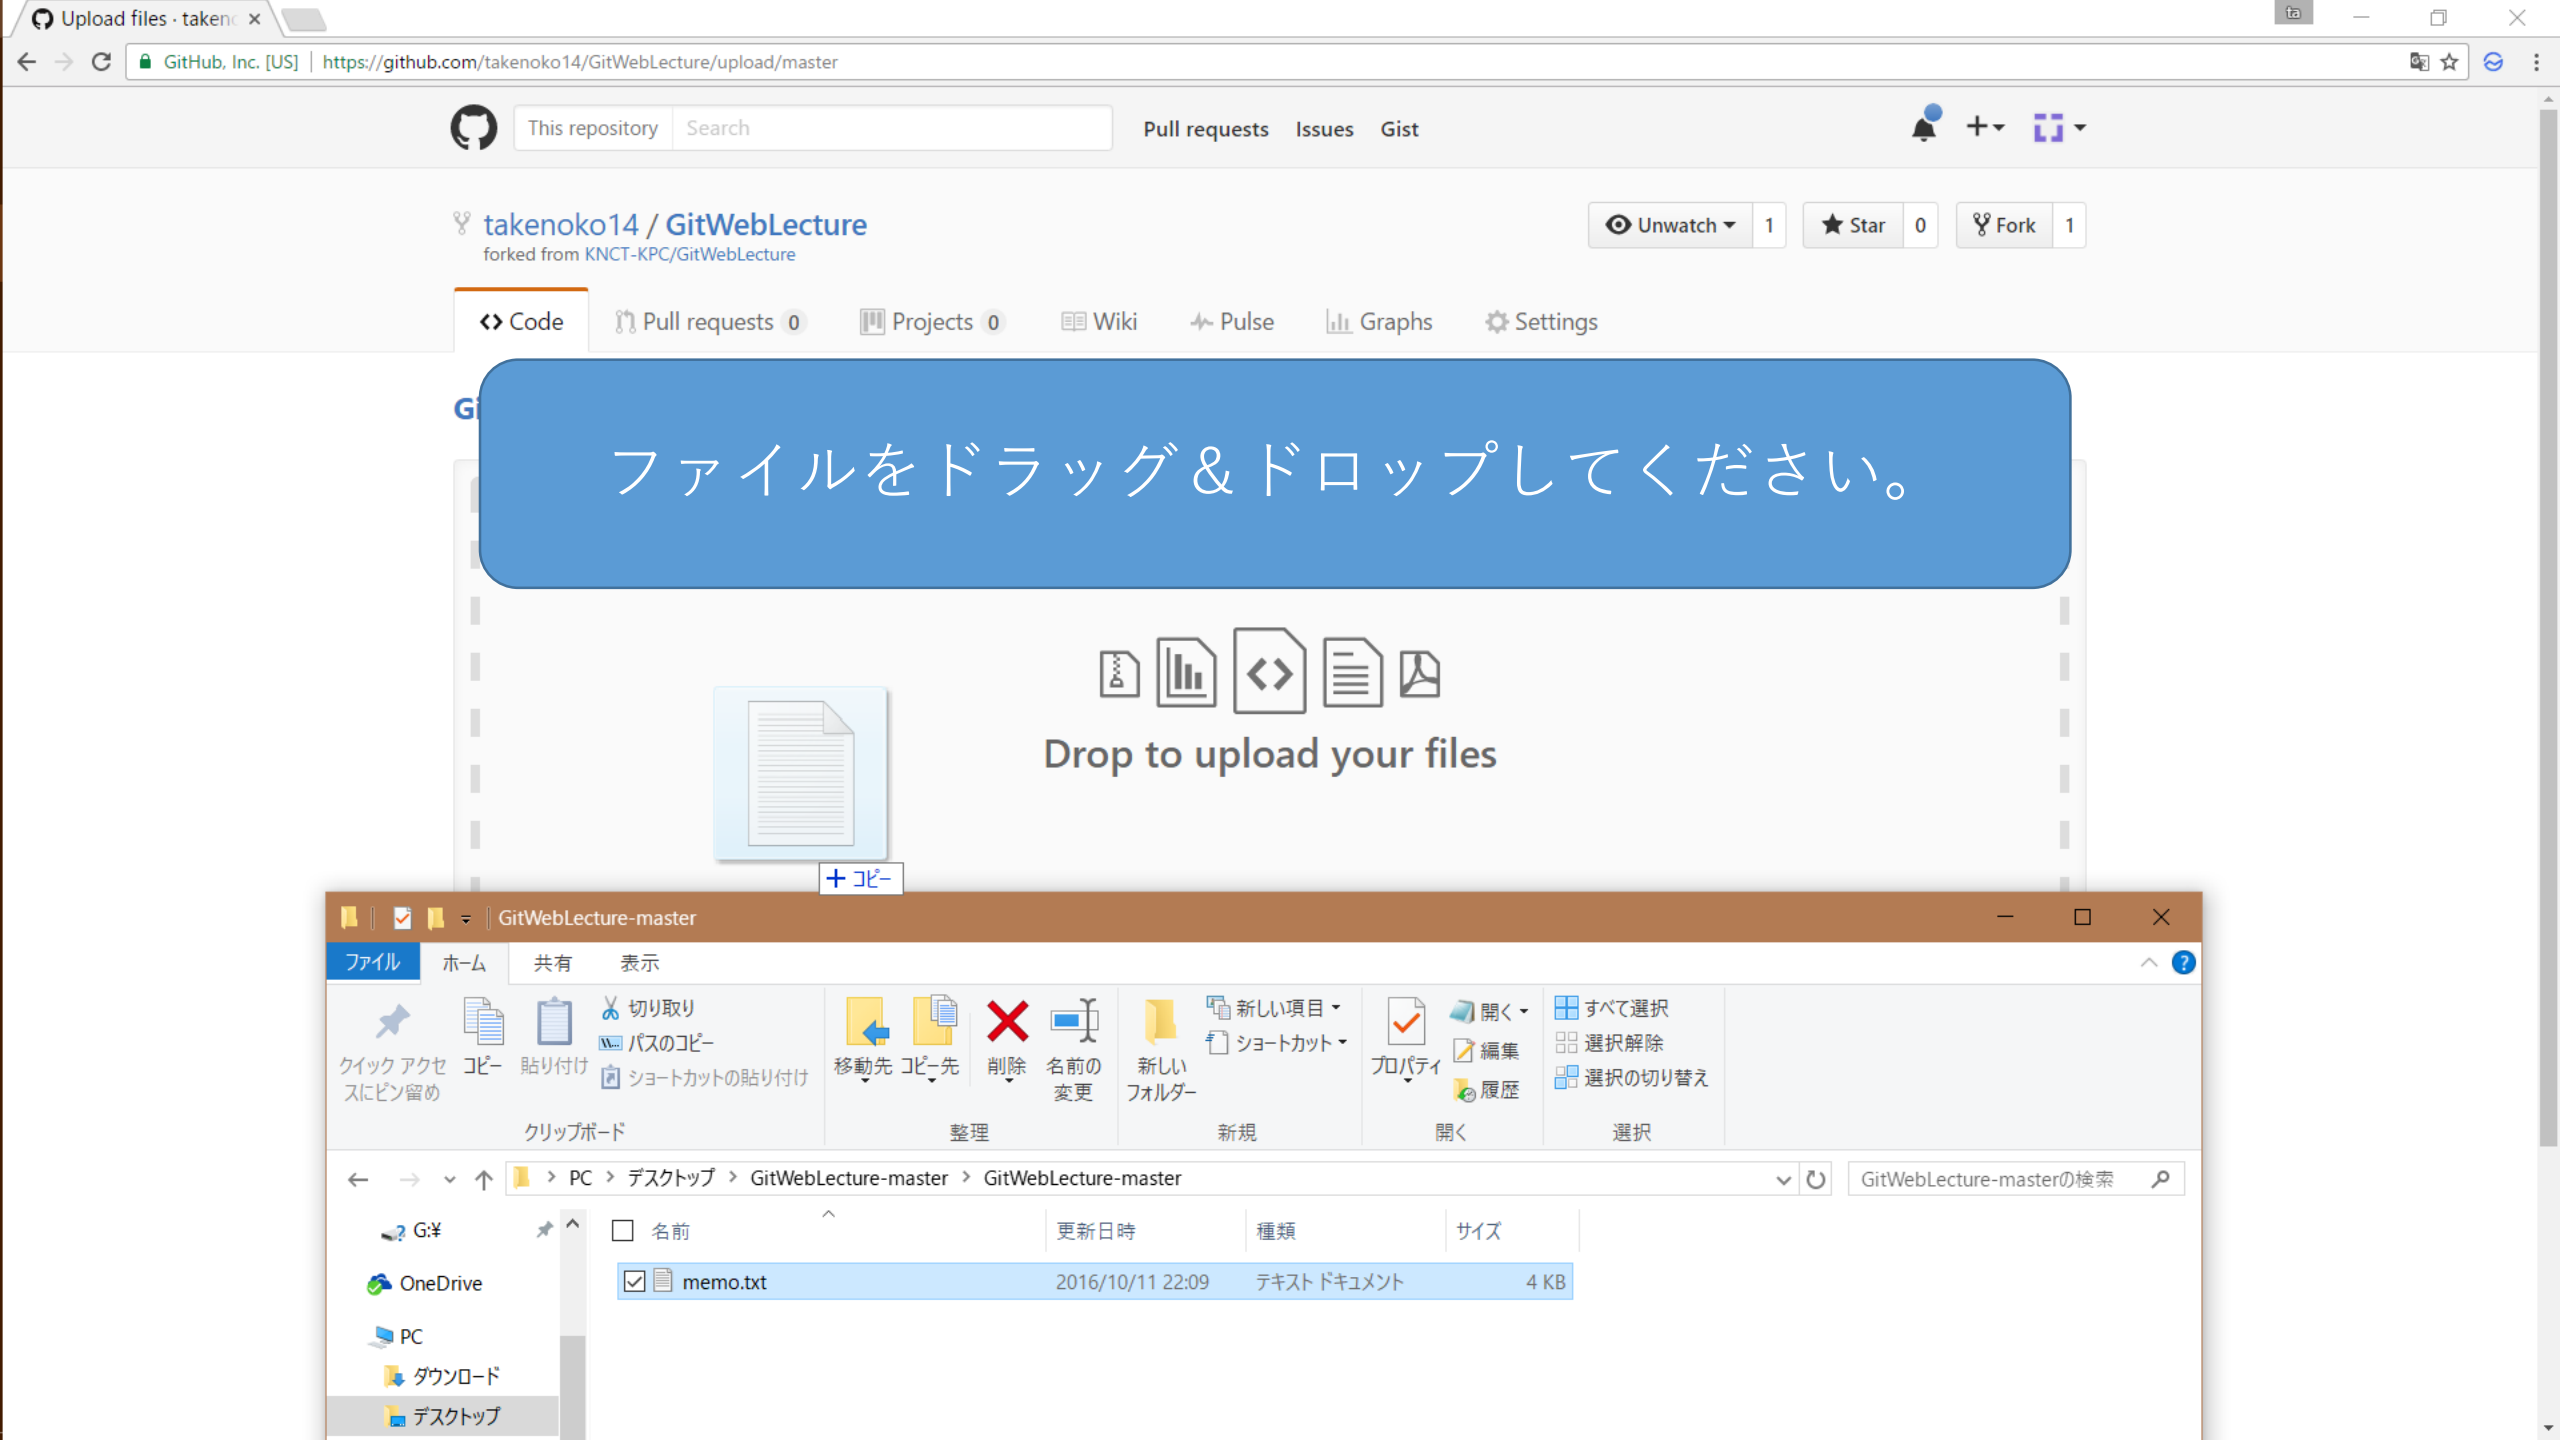 Upload files · taken
ta
GitHub, Inc. [US] | https://github.com/takenoko14/GitWebLecture/upload/master
This repository Search Pull requests Issues Gist
takenoko14 / GitWebLecture
forked from KNCT-KPC/GitWebLecture
Unwatch 1 Star 0 Fork 1
Code Pull requests 0 Projects 0 Wiki Pulse Graphs Settings
Gi
ファイルをドラッグ＆ドロップしてください。
Drop to upload your files
コピー
GitWebLecture-master
ファイル ホーム 共有 表示
クイック アクセスにピン留め
コピー
貼り付け
切り取り
パスのコピー
ショートカットの貼り付け
クリップボード
移動先 コピー先 削除 名前の変更
整理
新しいフォルダー
新しい項目
ショートカット
新規
プロパティ
開く
編集
履歴
開く
すべて選択
選択解除
選択の切り替え
選択
PC > デスクトップ > GitWebLecture-master > GitWebLecture-master
GitWebLecture-masterの検索
G:¥
OneDrive
PC
ダウンロード
デスクトップ
名前 更新日時 種類 サイズ
memo.txt 2016/10/11 22:09 テキスト ドキュメント 4 KB